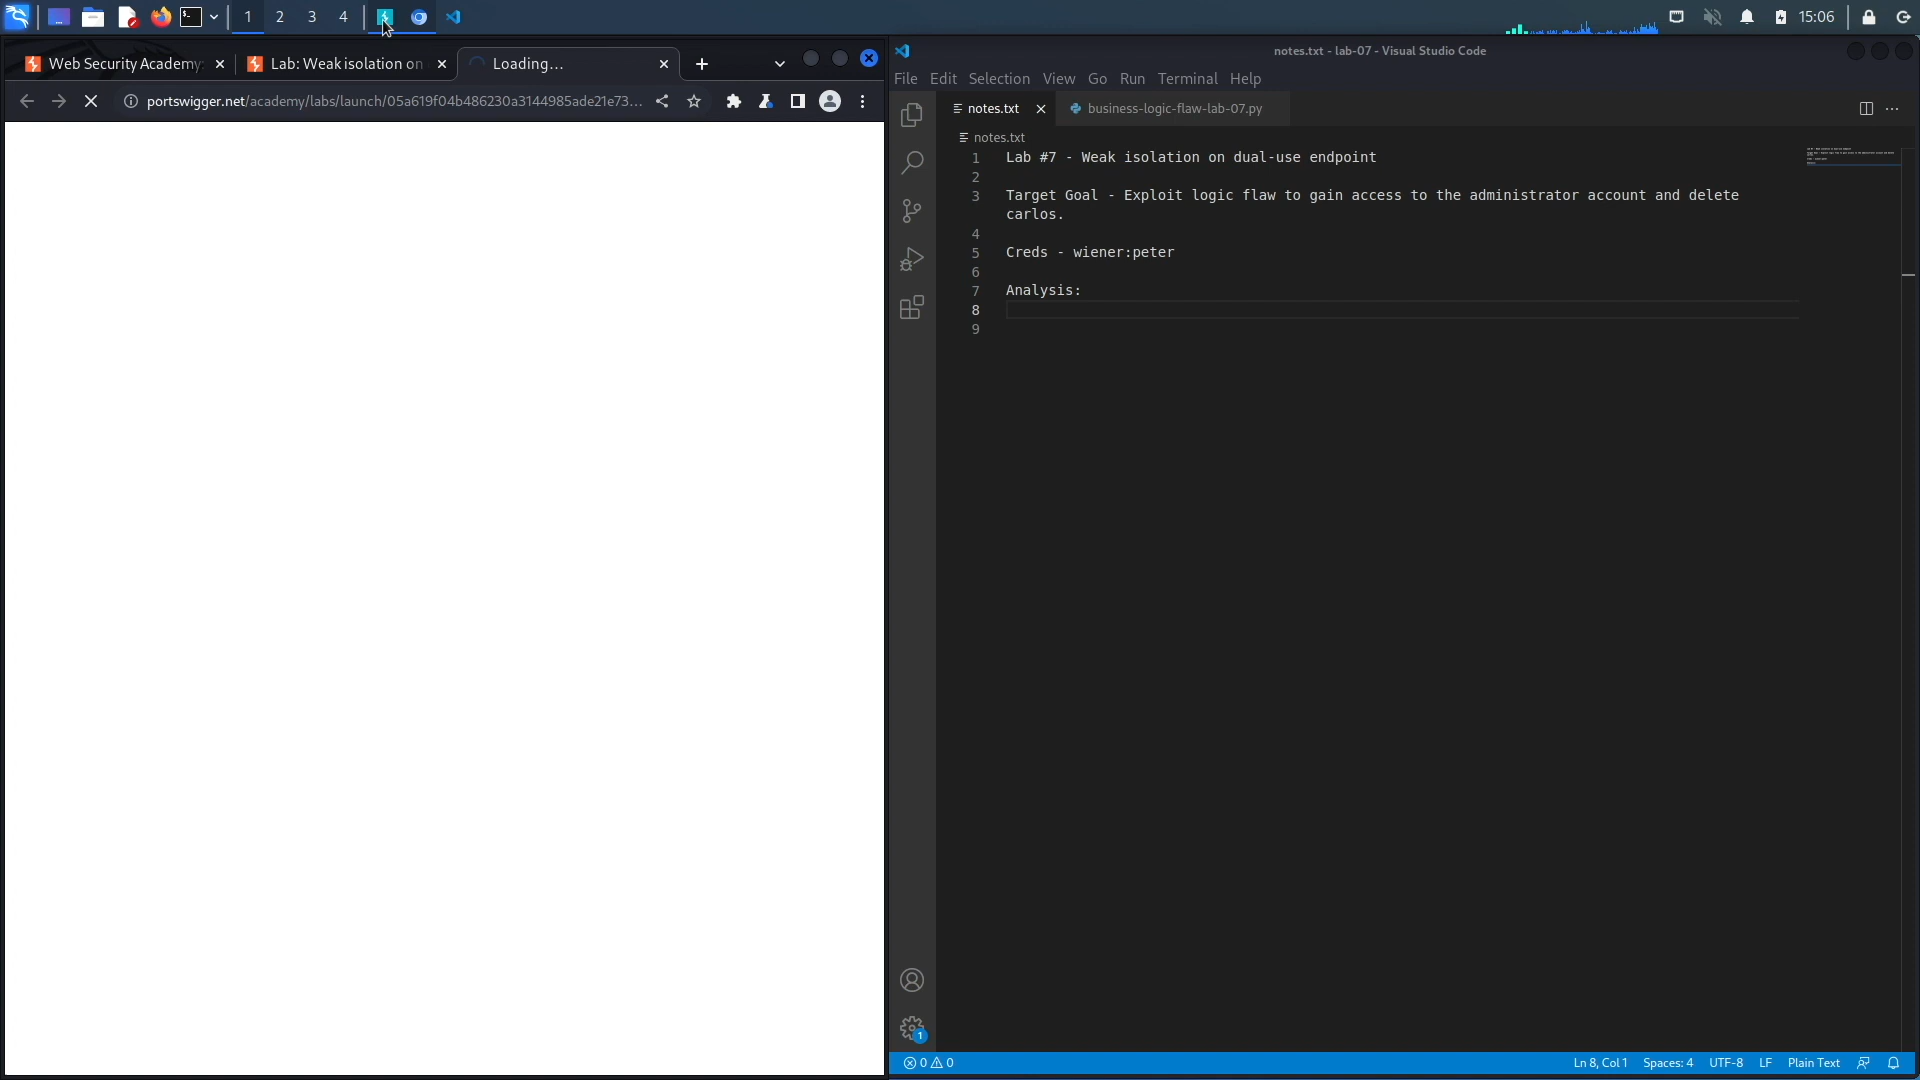 1 2 3 4 15:06
Web Security Academy: Lab: Weak isolation on Loading…
portswigger.net/academy/labs/launch/05a619f04b486230a3144985ade21e73…
notes.txt - lab-07 - Visual Studio Code
File Edit Selection View Go Run Terminal Help
notes.txt business-logic-flaw-lab-07.py
notes.txt
1 Lab #7 - Weak isolation on dual-use endpoint
2
3 Target Goal - Exploit logic flaw to gain access to the administrator account and delete
carlos.
4
5 Creds - wiener:peter
6
7 Analysis:
8
9
1
0 0 Ln 8, Col 1 Spaces: 4 UTF-8 LF Plain Text